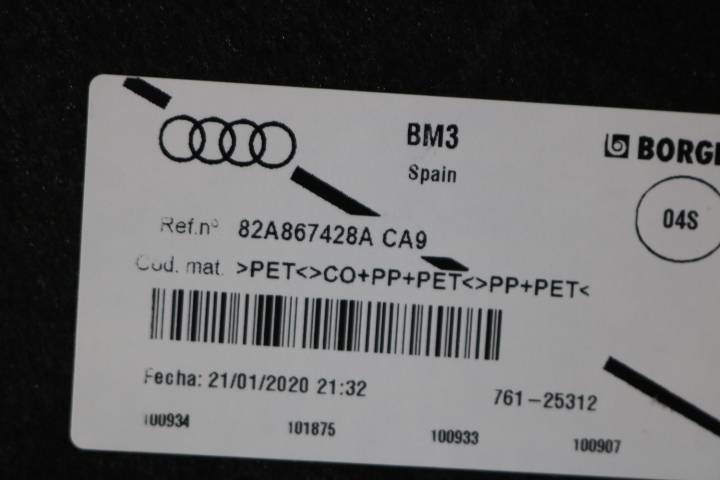 BM3
Spain
BORG
04S
Ref.nº 82A867428A CA9
Cod. mat. >PET<>CO+PP+PET<>PP+PET<
Fecha: 21/01/2020 21:32
761-25312
100934 101875 100933 100907